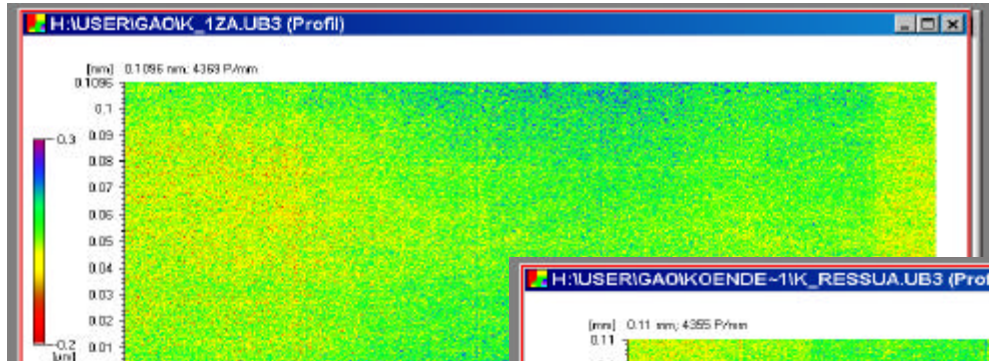 H:\USER\GAO\K_1ZA.UB3 (Profil)
[mm] 0.1096 mm; 4369 P/mm
0.1096
0.1
0.09
0.3
0.08
0.07
0.06
0.05
0.04
0.03
0.02
-0.2
0.01
[µm]
H:\USER\GAO\KOENDE~1\K_RESSUA.UB3 (Prof
[mm] 0.11 mm; 4355 P/mm
0.11